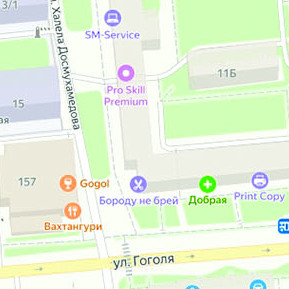 3/1
SM-Service
л. Халела Досмухамедова
11Б
Pro Skill
Premium
15
ая
157
Gogol
Вахтангури
Бороду не брей
Добрая
Print Copy
ул. Гоголя